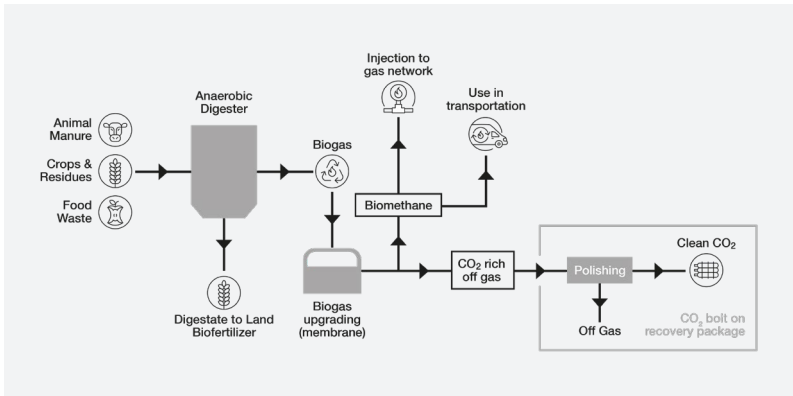 Injection to
gas network
Use in
transportation
Anaerobic
Digester
Animal
Manure
Biogas
Crops &
Residues
Food
Waste
Biomethane
Clean CO₂
CO₂ rich
off gas
Polishing
Biogas
upgrading
(membrane)
Digestate to Land
Biofertilizer
Off Gas
CO₂ bolt on
recovery package